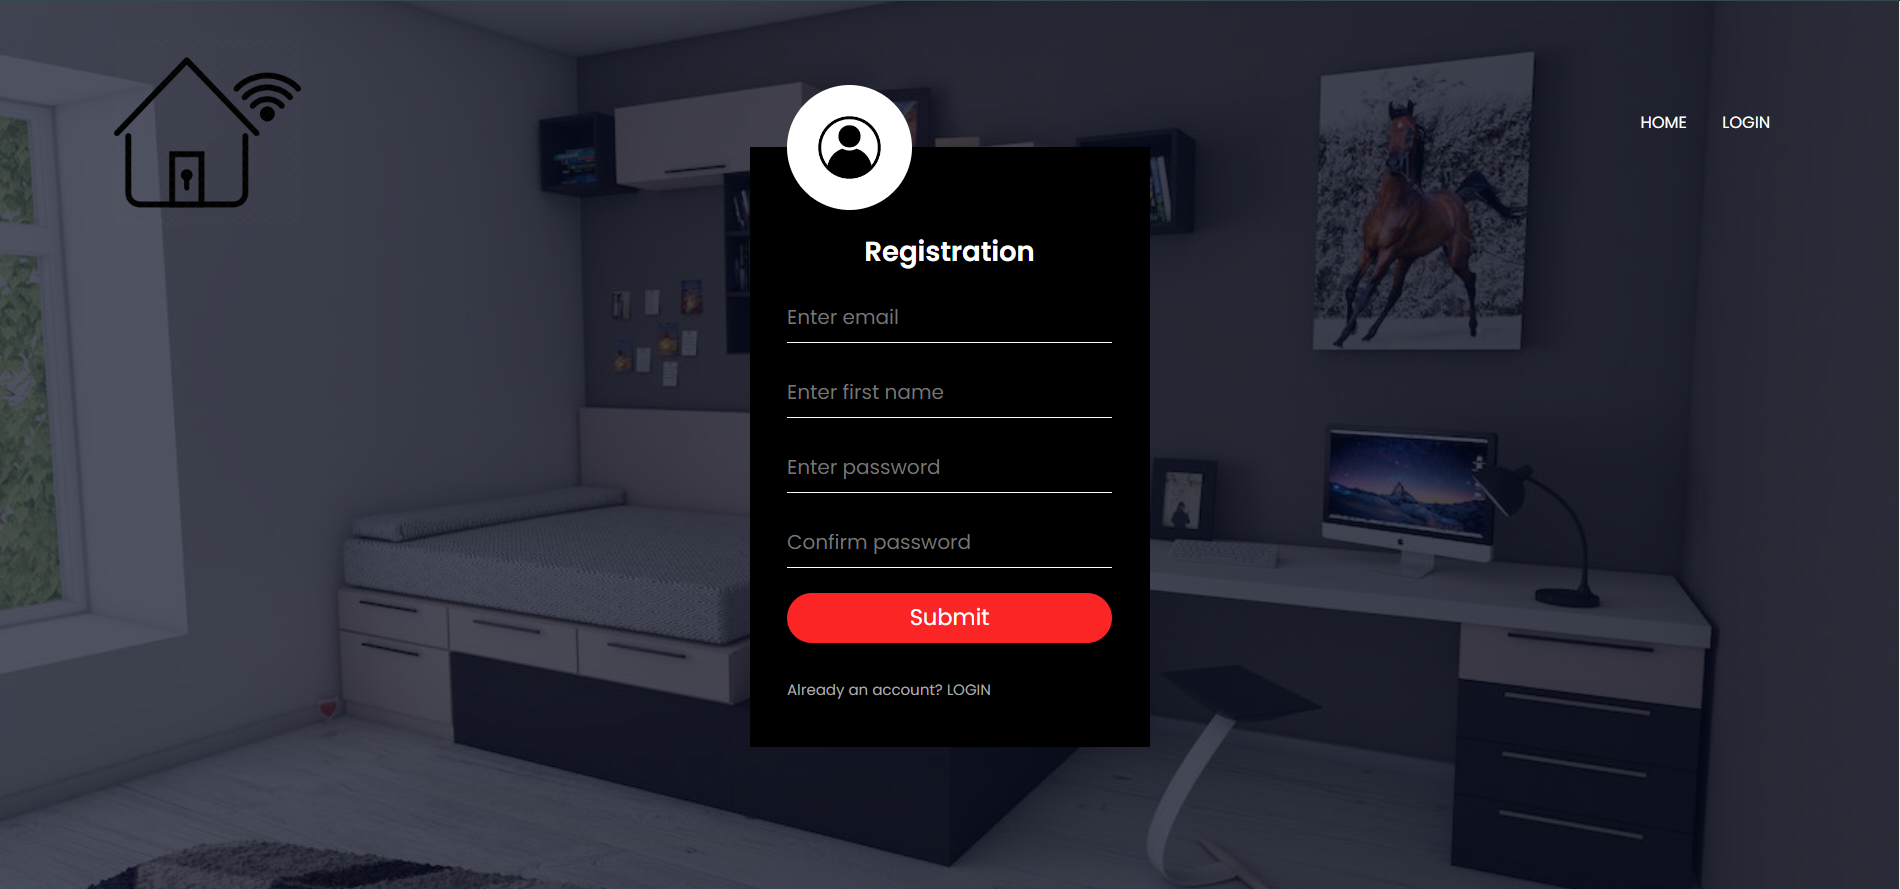 HOME LOGIN
Registration
Enter email
Enter first name
Enter password
Confirm password
Submit
Already an account? LOGIN